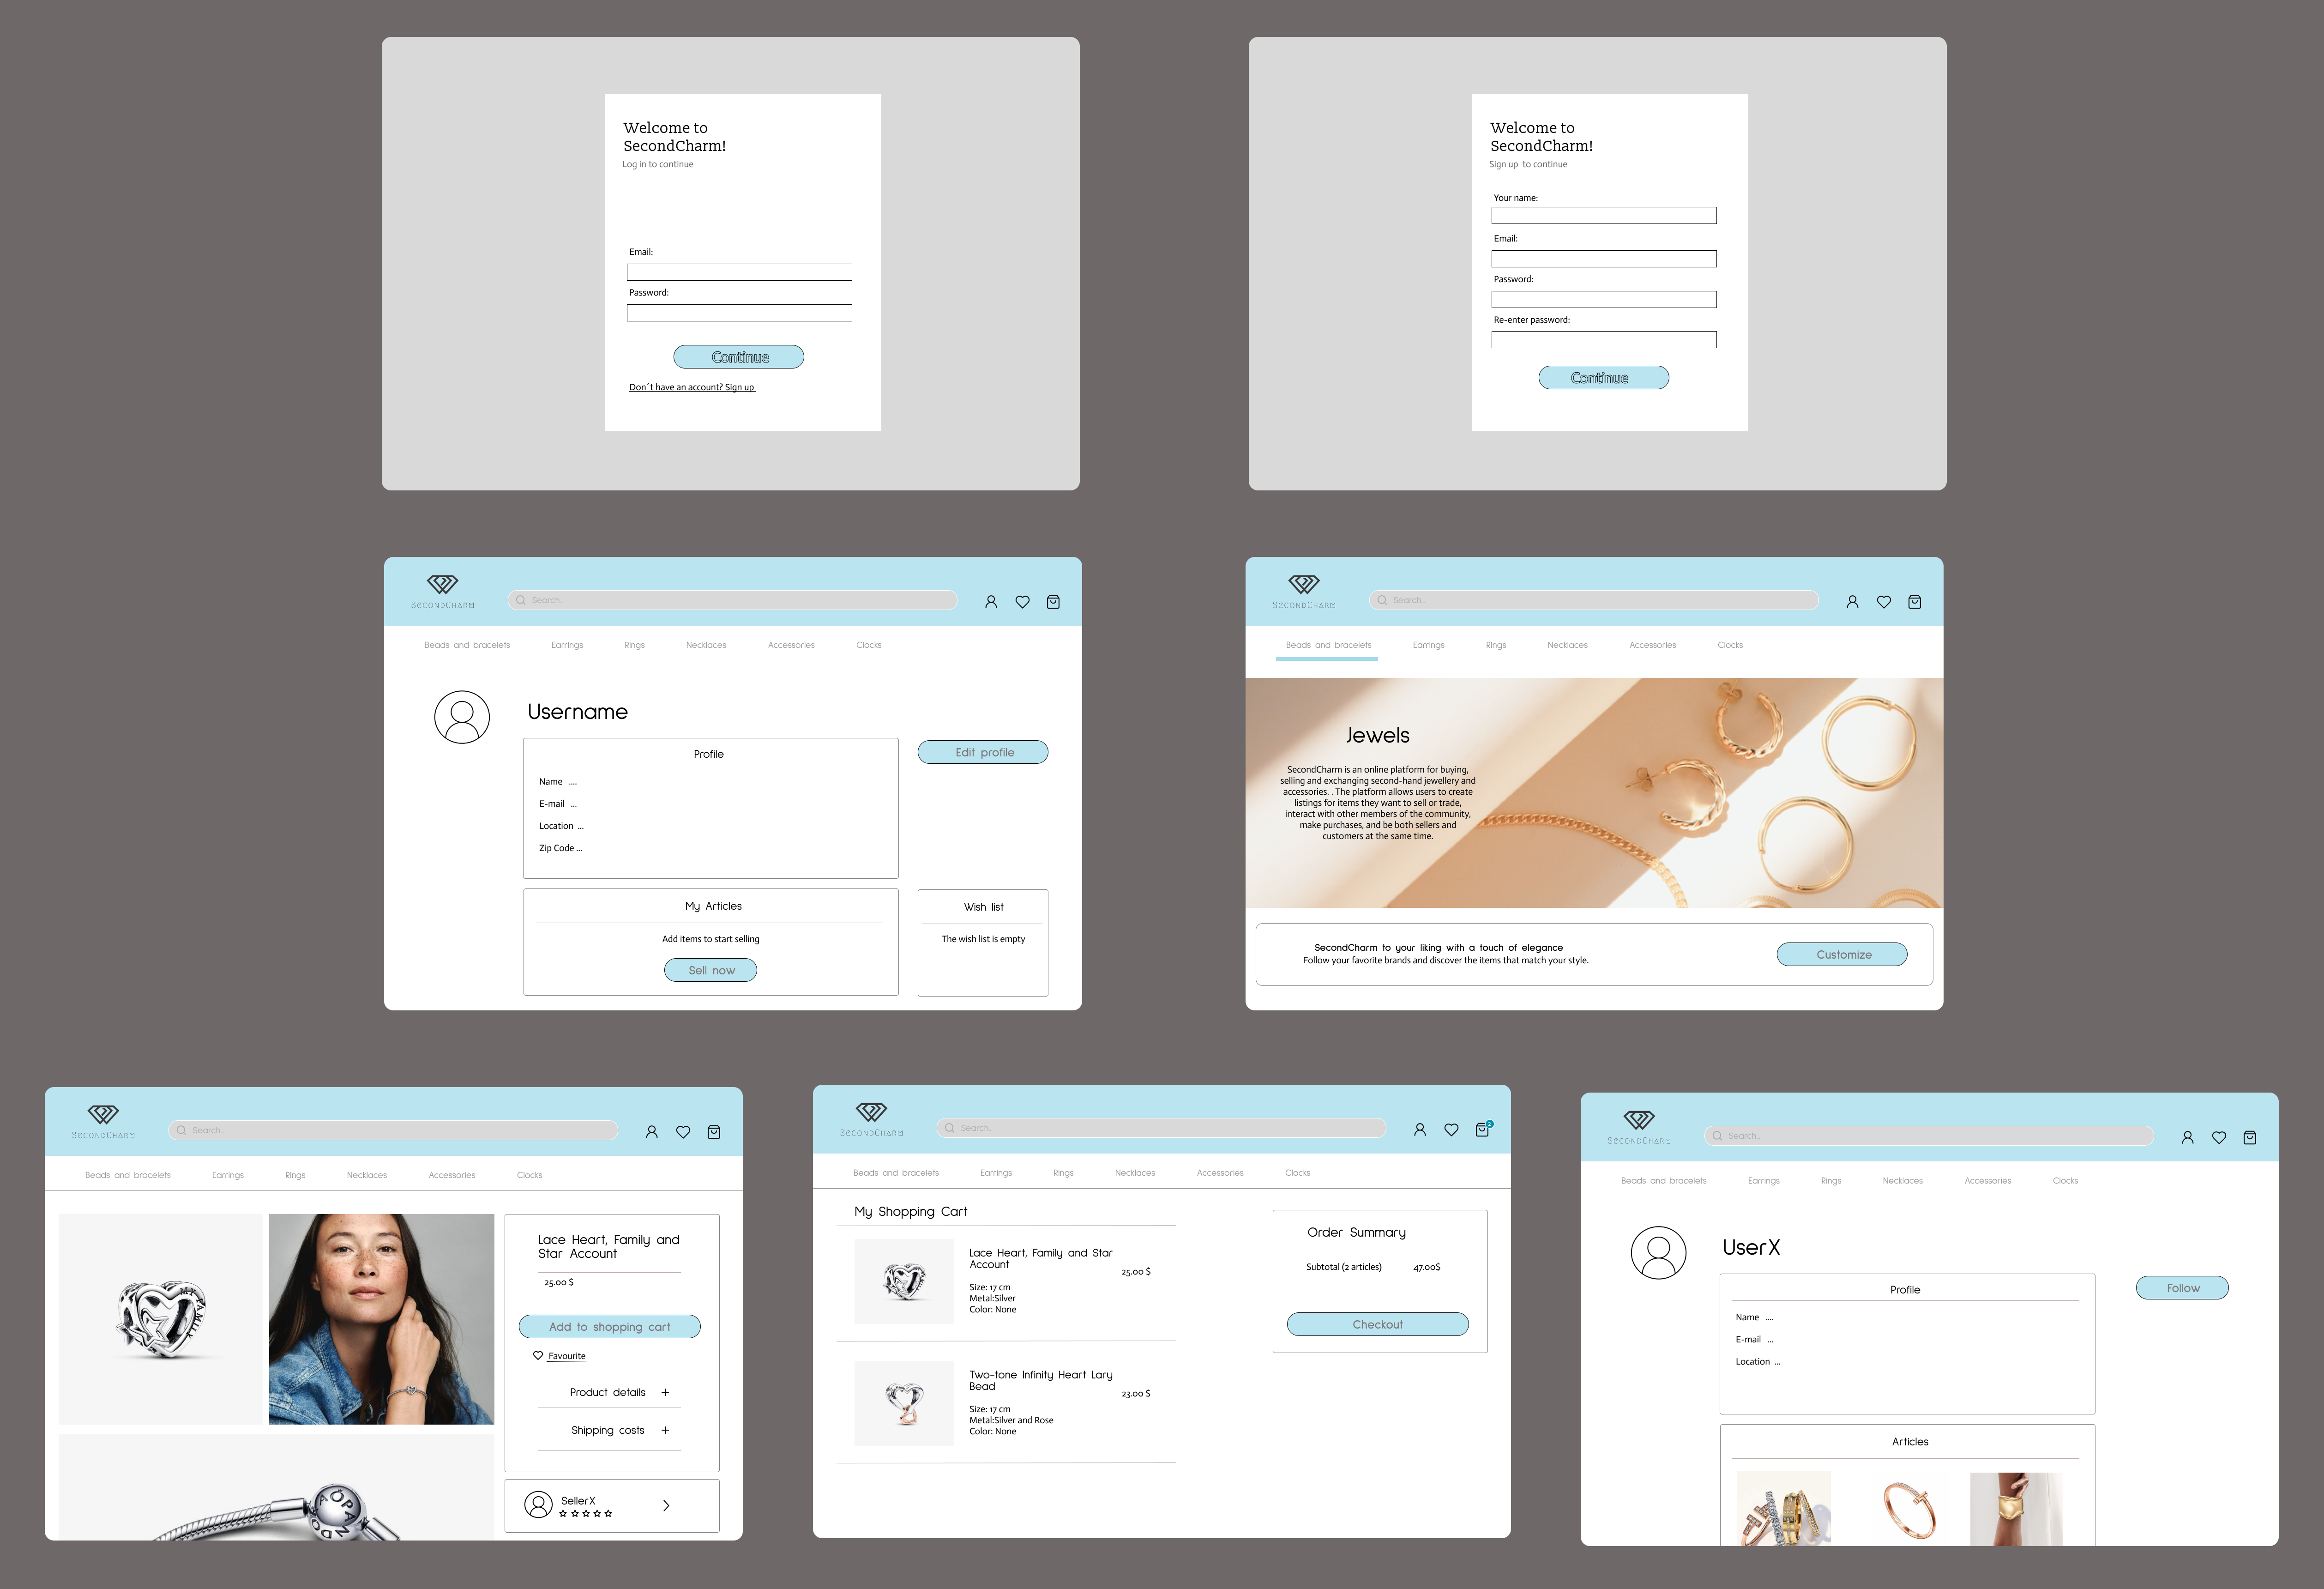 Welcome to
SecondCharm!
Log in to continue
Email:
Password:
Continue
Don´t have an account? Sign up
Welcome to
SecondCharm!
Sign up to continue
Your name:
Email:
Password:
Re-enter password:
Continue
SECONDCHARM
Search..
Beads and bracelets Earrings Rings Necklaces Accessories Clocks
Username
Profile
Name ....
E-mail ...
Location ...
Zip Code ...
Edit profile
My Articles
Add items to start selling
Sell now
Wish list
The wish list is empty
SECONDCHARM
Search..
Beads and bracelets Earrings Rings Necklaces Accessories Clocks
Jewels
SecondCharm is an online platform for buying,
selling and exchanging second-hand jewellery and
accessories. . The platform allows users to create
listings for items they want to sell or trade,
interact with other members of the community,
make purchases, and be both sellers and
customers at the same time.
SecondCharm to your liking with a touch of elegance
Follow your favorite brands and discover the items that match your style.
Customize
SECONDCHARM
Search..
Beads and bracelets Earrings Rings Necklaces Accessories Clocks
MY FAMILY
Lace Heart, Family and
Star Account
25.00 $
Add to shopping cart
Favourite
Product details +
Shipping costs +
SellerX
SECONDCHARM
Search..
2
Beads and bracelets Earrings Rings Necklaces Accessories Clocks
My Shopping Cart
Lace Heart, Family and Star
Account
25.00 $
Size: 17 cm
Metal:Silver
Color: None
Two-tone Infinity Heart Lary
Bead
23.00 $
Size: 17 cm
Metal:Silver and Rose
Color: None
Order Summary
Subtotal (2 articles) 47.00$
Checkout
SECONDCHARM
Search..
Beads and bracelets Earrings Rings Necklaces Accessories Clocks
UserX
Profile
Name ....
E-mail ...
Location ...
Follow
Articles